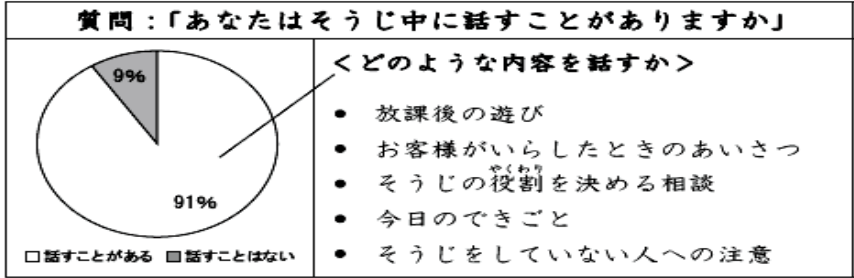 質問：「あなたはそうじ中に話すことがありますか」
9%
91%
□話すことがある ■話すことはない
＜どのような内容を話すか＞
● 放課後の遊び
● お客様がいらしたときのあいさつ
やくわり
● そうじの役割を決める相談
● 今日のできごと
● そうじをしていない人への注意